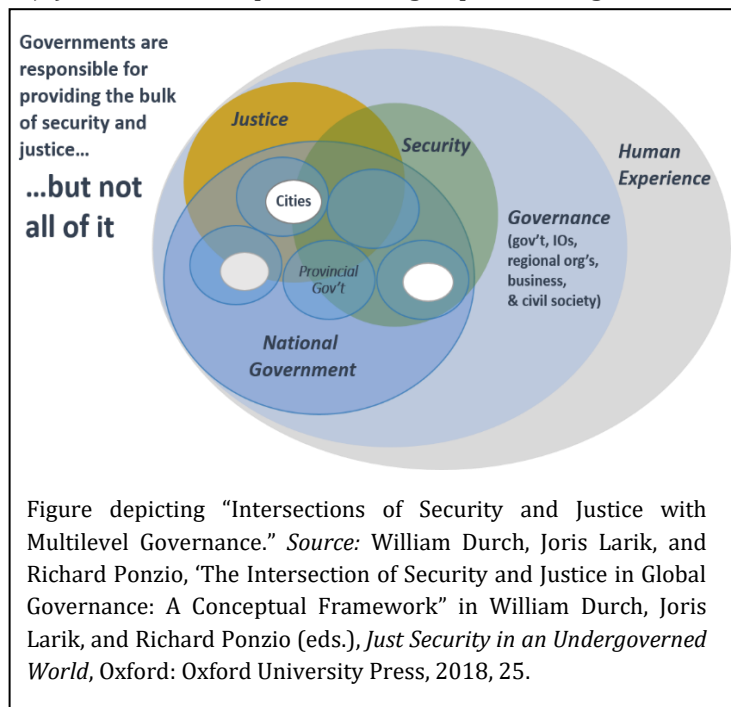 Governments are
responsible for
providing the bulk
of security and
justice…
…but not
all of it
Justice
Security
Human
Experience
Cities
Governance
(gov't, IOs,
regional org's,
business,
& civil society)
Provincial
Gov't
National
Government
Figure depicting “Intersections of Security and Justice with
Multilevel Governance.” Source: William Durch, Joris Larik, and
Richard Ponzio, ‘The Intersection of Security and Justice in Global
Governance: A Conceptual Framework” in William Durch, Joris
Larik, and Richard Ponzio (eds.), Just Security in an Undergoverned
World, Oxford: Oxford University Press, 2018, 25.